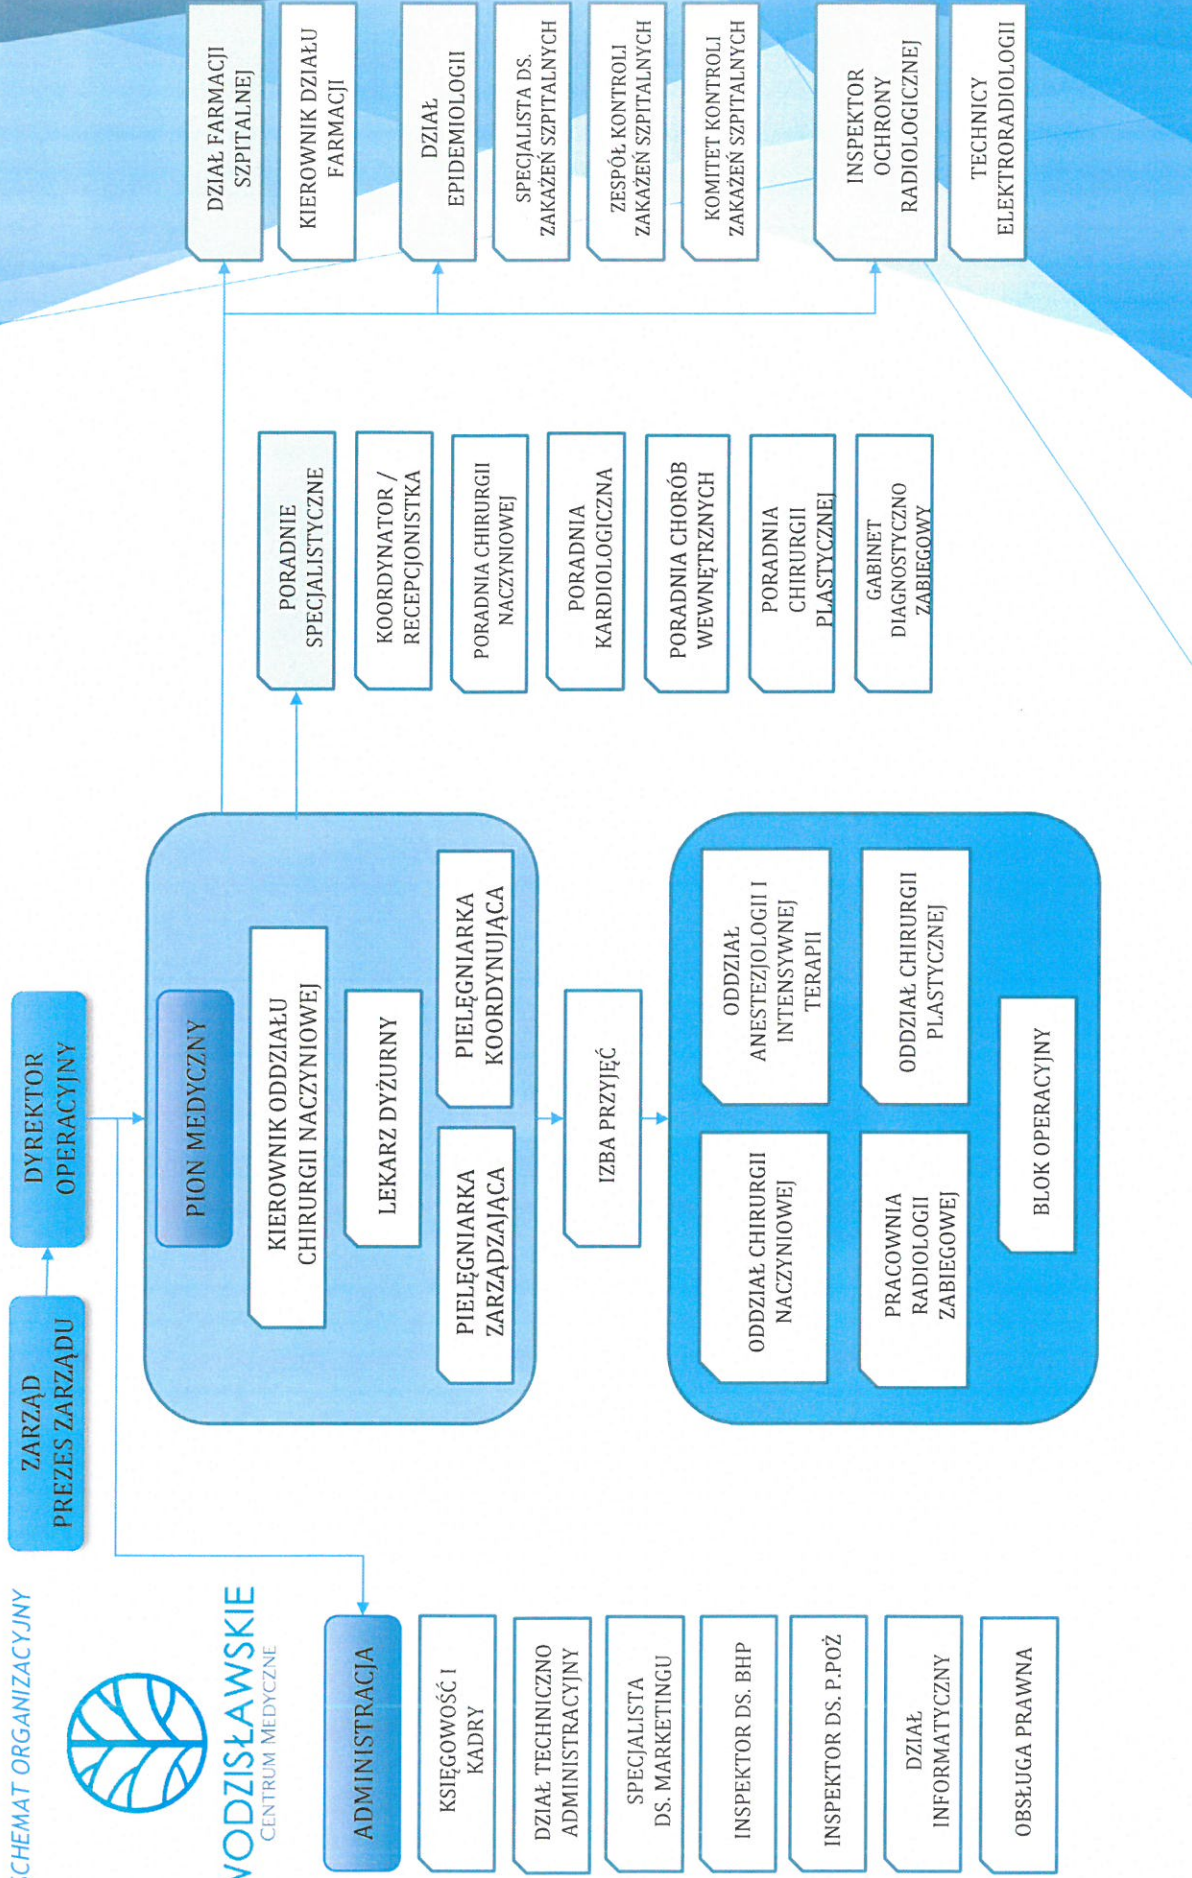 SCHEMAT ORGANIZACYJNY
WODZISŁAWSKIE
CENTRUM MEDYCZNE
ZARZĄD
PREZES ZARZĄDU
DYREKTOR
OPERACYJNY
ADMINISTRACJA
KSIĘGOWOŚĆ I
KADRY
DZIAŁ TECHNICZNO
ADMINISTRACYJNY
SPECJALISTA
DS. MARKETINGU
INSPEKTOR DS. BHP
INSPEKTOR DS. P.POŻ
DZIAŁ
INFORMATYCZNY
OBSŁUGA PRAWNA
PION MEDYCZNY
KIEROWNIK ODDZIAŁU
CHIRURGII NACZYNIOWEJ
LEKARZ DYŻURNY
PIELĘGNIARKA
ZARZĄDZAJĄCA
PIELĘGNIARKA
KOORDYNUJĄCA
IZBA PRZYJĘĆ
ODDZIAŁ CHIRURGII
NACZYNIOWEJ
ODDZIAŁ
ANESTEZJOLOGII I
INTENSYWNEJ
TERAPII
PRACOWNIA
RADIOLOGII
ZABIEGOWEJ
ODDZIAŁ CHIRURGII
PLASTYCZNEJ
BLOK OPERACYJNY
PORADNIE
SPECJALISTYCZNE
KOORDYNATOR /
RECEPCJONISTKA
PORADNIA CHIRURGII
NACZYNIOWEJ
PORADNIA
KARDIOLOGICZNA
PORADNIA CHORÓB
WEWNĘTRZNYCH
PORADNIA
CHIRURGII
PLASTYCZNEJ
GABINET
DIAGNOSTYCZNO
ZABIEGOWY
DZIAŁ FARMACJI
SZPITALNEJ
KIEROWNIK DZIAŁU
FARMACJI
DZIAŁ
EPIDEMIOLOGII
SPECJALISTA DS.
ZAKAŻEŃ SZPITALNYCH
ZESPÓŁ KONTROLI
ZAKAŻEŃ SZPITALNYCH
KOMITET KONTROLI
ZAKAŻEŃ SZPITALNYCH
INSPEKTOR
OCHRONY
RADIOLOGICZNEJ
TECHNICY
ELEKTRORADIOLOGII